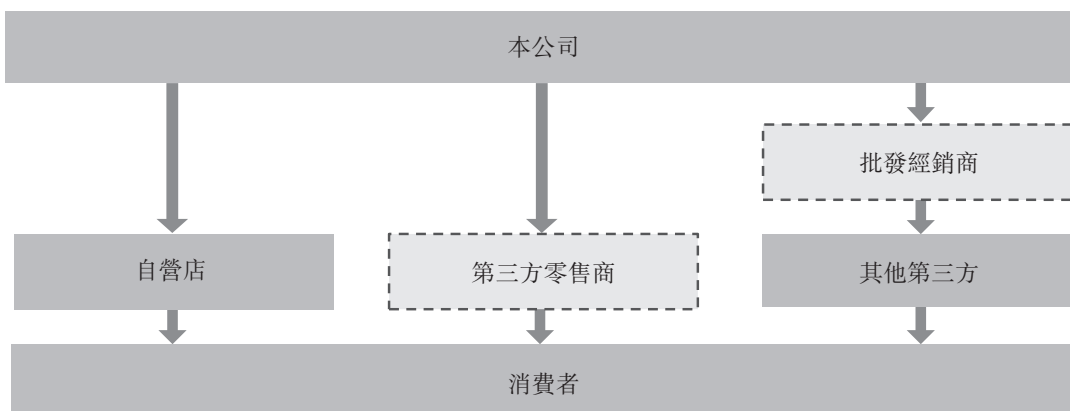 本公司
批發經銷商
自營店
第三方零售商
其他第三方
消費者